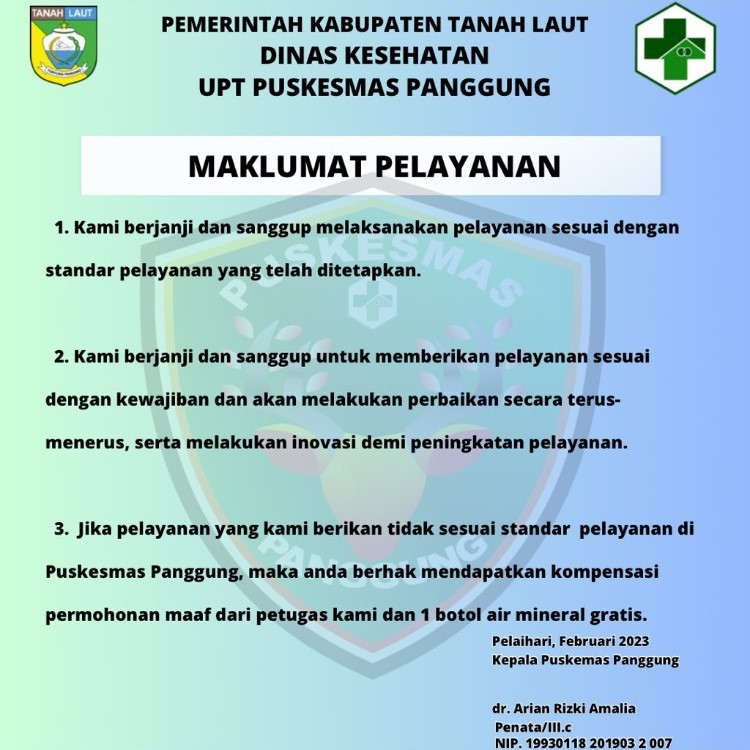 TANAH LAUT
PEMERINTAH KABUPATEN TANAH LAUT
DINAS KESEHATAN
UPT PUSKESMAS PANGGUNG
MAKLUMAT PELAYANAN
PUSKESMAS
1. Kami berjanji dan sanggup melaksanakan pelayanan sesuai dengan
standar pelayanan yang telah ditetapkan.
2. Kami berjanji dan sanggup untuk memberikan pelayanan sesuai
dengan kewajiban dan akan melakukan perbaikan secara terus-
menerus, serta melakukan inovasi demi peningkatan pelayanan.
3. Jika pelayanan yang kami berikan tidak sesuai standar pelayanan di
PANGGUNG
Puskesmas Panggung, maka anda berhak mendapatkan kompensasi
permohonan maaf dari petugas kami dan 1 botol air mineral gratis.
Pelaihari, Februari 2023
Kepala Puskemas Panggung
dr. Arian Rizki Amalia
Penata/III.c
NIP. 19930118 201903 2 007